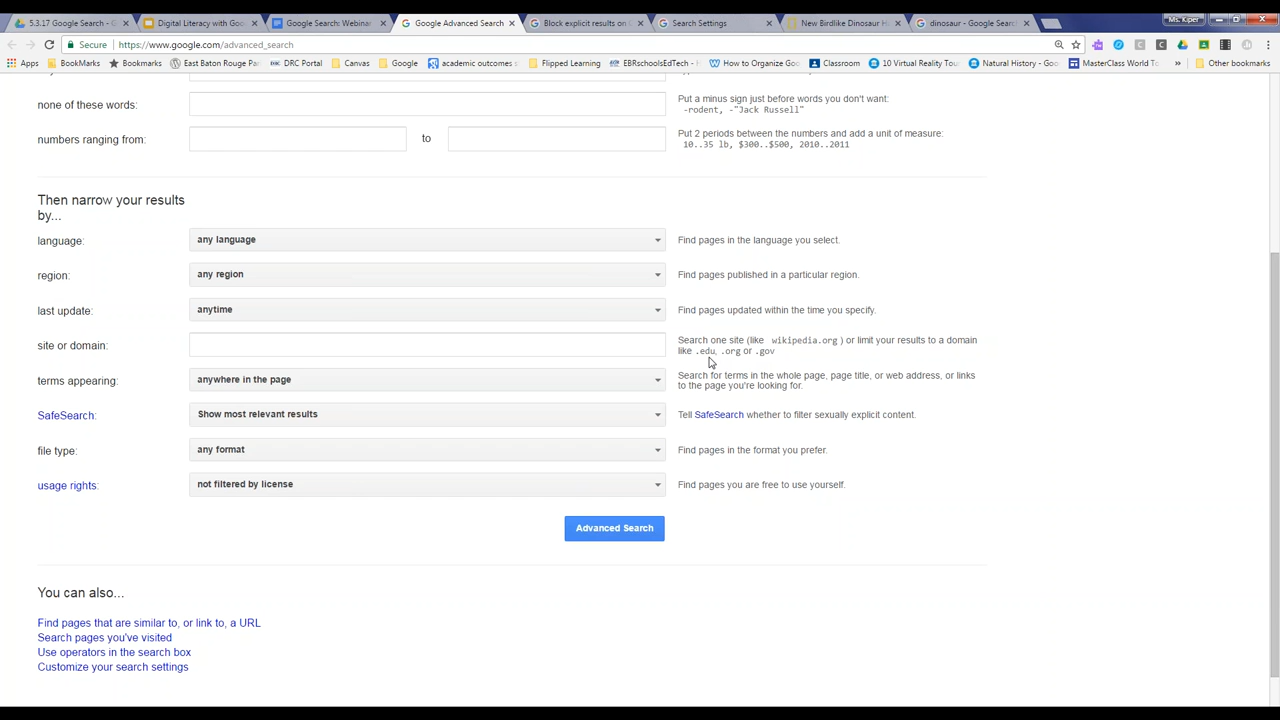 5.3.17 Google Search - G
Digital Literacy with Goo
Google Search: Webinar
Google Advanced Search
Block explicit results on G
Search Settings
New Birdlike Dinosaur H
dinosaur - Google Search
Ms. Kiper
Secure
https://www.google.com/advanced_search
Apps
BookMarks
Bookmarks
East Baton Rouge Par
DRC Portal
Canvas
Google
academic outcomes
Flipped Learning
EBRschoolsEdTech -
How to Organize Goo
Classroom
10 Virtual Reality Tour
Natural History - Goo
MasterClass World To
»
Other bookmarks
none of these words:
Put a minus sign just before words you don't want:
-rodent, -"Jack Russell"
numbers ranging from:
to
Put 2 periods between the numbers and add a unit of measure:
10..35 lb, $300..$500, 2010..2011
Then narrow your results
by...
language:
any language
Find pages in the language you select.
region:
any region
Find pages published in a particular region.
last update:
anytime
Find pages updated within the time you specify.
site or domain:
Search one site (like wikipedia.org ) or limit your results to a domain
like .edu, .org or .gov
terms appearing:
anywhere in the page
Search for terms in the whole page, page title, or web address, or links
to the page you're looking for.
SafeSearch:
Show most relevant results
Tell SafeSearch whether to filter sexually explicit content.
file type:
any format
Find pages in the format you prefer.
usage rights:
not filtered by license
Find pages you are free to use yourself.
Advanced Search
You can also...
Find pages that are similar to, or link to, a URL
Search pages you've visited
Use operators in the search box
Customize your search settings